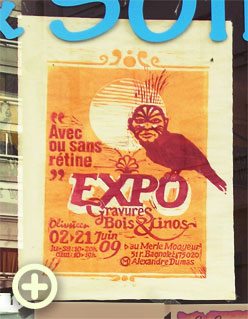 & SON
“ Avec
ou sans
rétine ”
EXPO
Gravures
Bois & Linos
02 › 21 Juin
09
au Merle Moqueur
51 r. Bagnolet 75020
M Alexandre Dumas